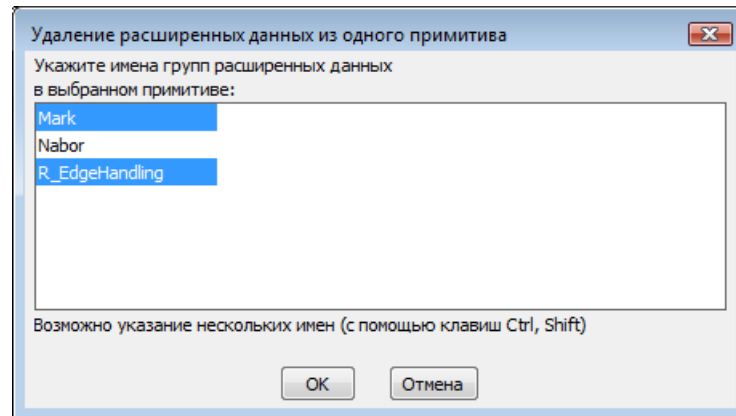 Удаление расширенных данных из одного примитива
Укажите имена групп расширенных данных
в выбранном примитиве:
Mark
Nabor
R_EdgeHandling
Возможно указание нескольких имен (с помощью клавиш Ctrl, Shift)
OK
Отмена